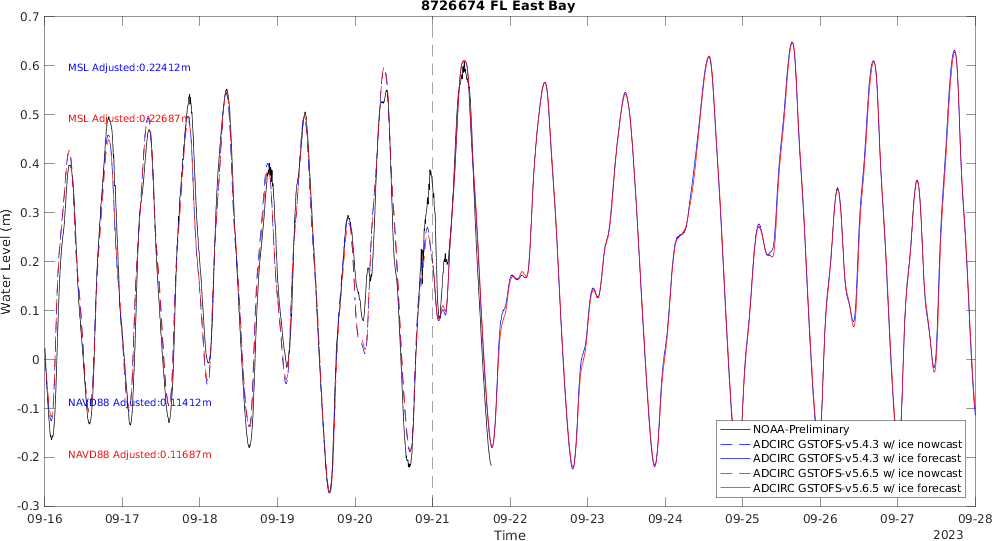 8726674 FL East Bay
0.7
0.6
0.5
0.4
0.3
0.2
0.1
0
-0.1
-0.2
-0.3
Water Level (m)
MSL Adjusted:0.22412m
MSL Adjusted:0.22687m
NAVD88 Adjusted:0.11412m
NAVD88 Adjusted:0.11687m
NOAA-Preliminary
ADCIRC GSTOFS-v5.4.3 w/ ice nowcast
ADCIRC GSTOFS-v5.4.3 w/ ice forecast
ADCIRC GSTOFS-v5.6.5 w/ ice nowcast
ADCIRC GSTOFS-v5.6.5 w/ ice forecast
09-16 09-17 09-18 09-19 09-20 09-21 09-22 09-23 09-24 09-25 09-26 09-27 09-28
Time
2023